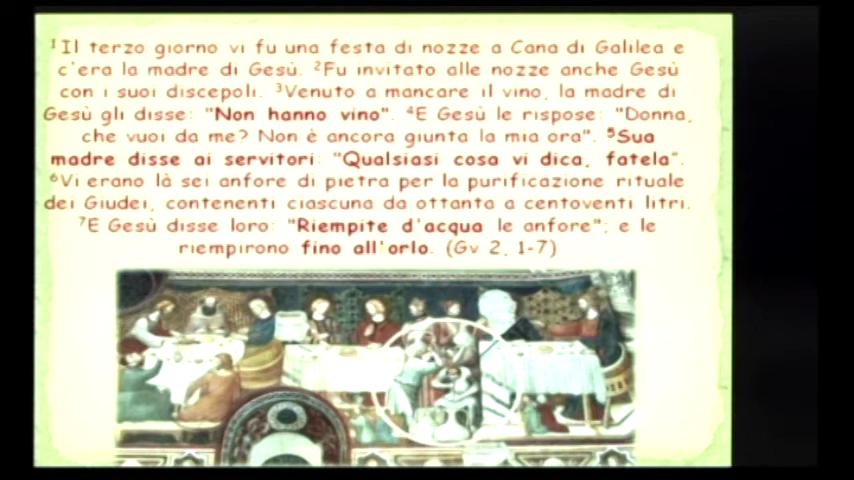 ¹Il terzo giorno vi fu una festa di nozze a Cana di Galilea e
c'era la madre di Gesù. ²Fu invitato alle nozze anche Gesù
con i suoi discepoli. ³Venuto a mancare il vino, la madre di
Gesù gli disse: "Non hanno vino". ⁴E Gesù le rispose: "Donna,
che vuoi da me? Non è ancora giunta la mia ora". ⁵Sua
madre disse ai servitori: "Qualsiasi cosa vi dica, fatela".
⁶Vi erano là sei anfore di pietra per la purificazione rituale
dei Giudei, contenenti ciascuna da ottanta a centoventi litri.
⁷E Gesù disse loro: "Riempite d'acqua le anfore"; e le
riempirono fino all'orlo. (Gv 2, 1-7)